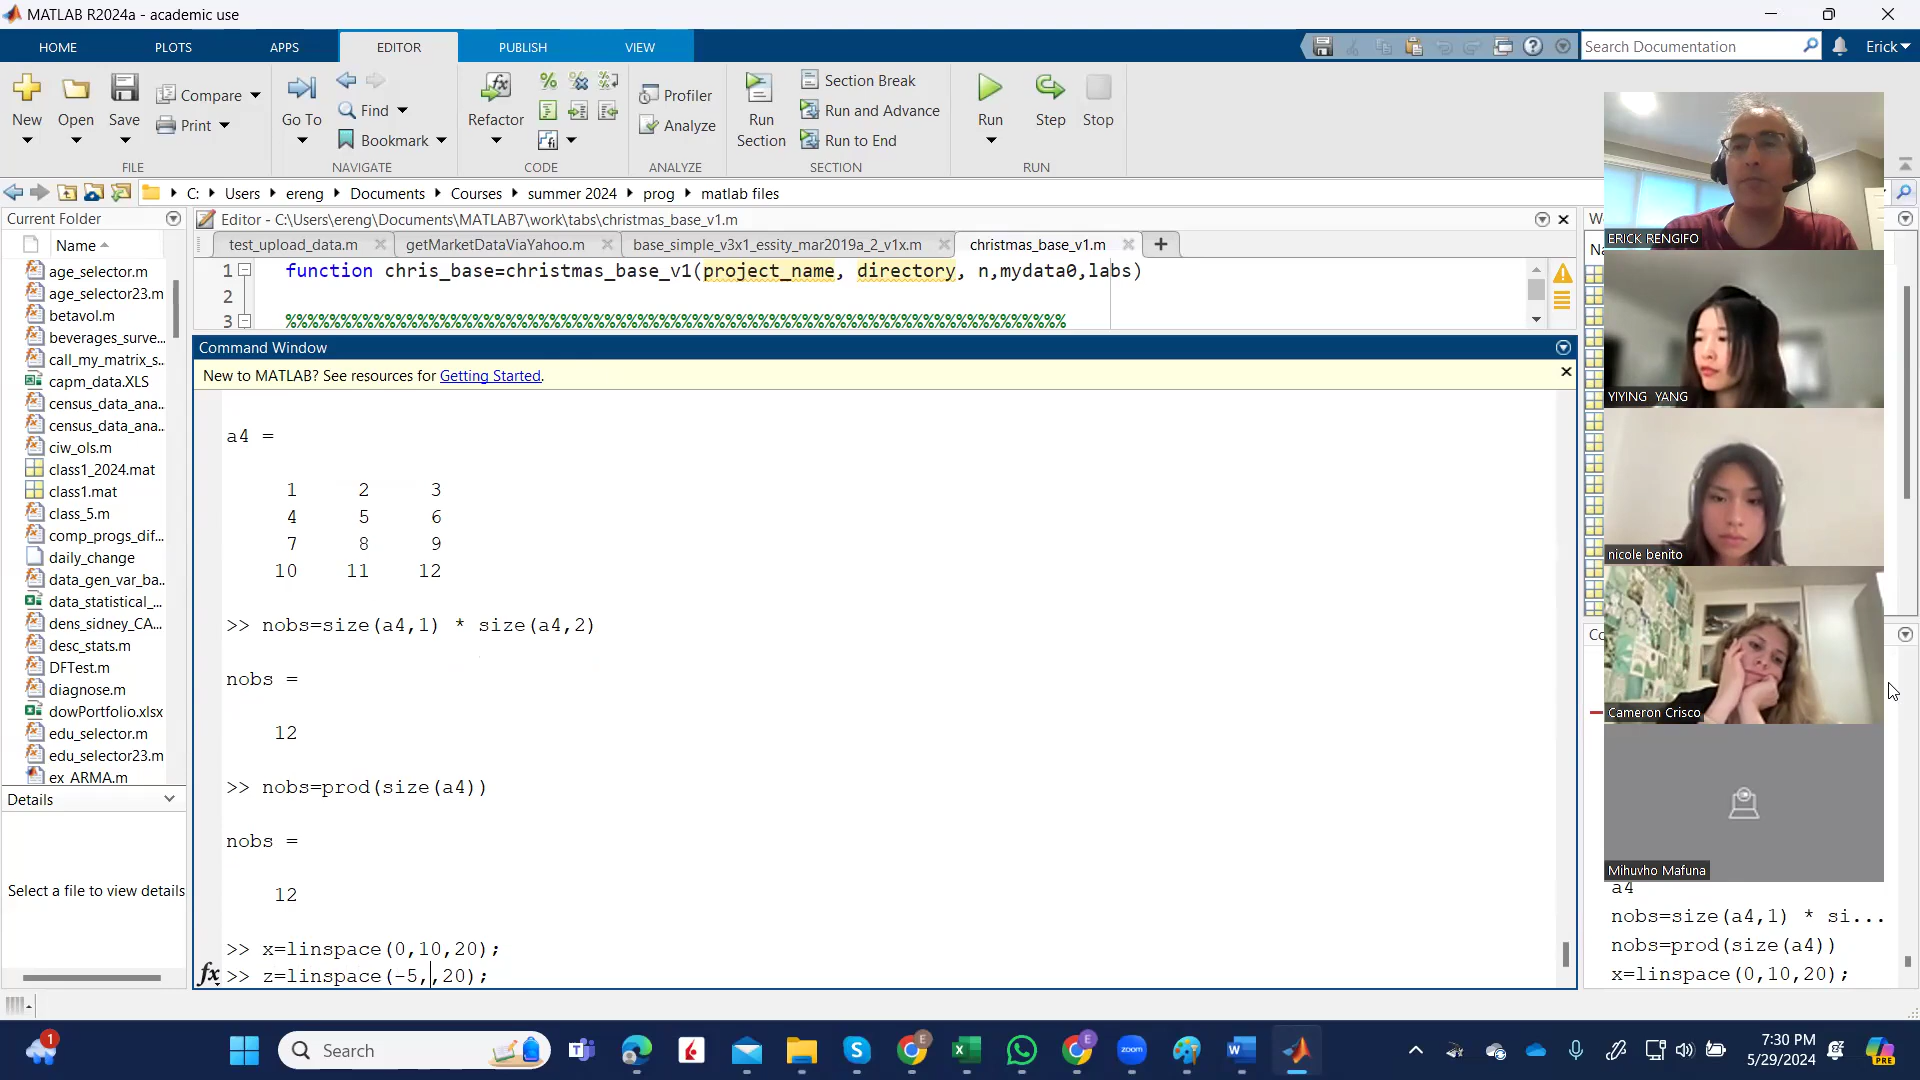 MATLAB R2024a - academic use
HOME PLOTS APPS EDITOR PUBLISH VIEW
Search Documentation
Erick
New Open Save
Compare
Print
FILE
Go To
Find
Bookmark
NAVIGATE
Refactor
CODE
Profiler
Analyze
ANALYZE
Run Section
Section Break
Run and Advance
Run to End
SECTION
Run Step Stop
RUN
C: Users ereng Documents Courses summer 2024 prog matlab files
Current Folder
Name
age_selector.m
age_selector23.m
betavol.m
beverages_surve...
call_my_matrix_s...
capm_data.XLS
census_data_ana...
census_data_ana...
ciw_ols.m
class1_2024.mat
class1.mat
class_5.m
comp_progs_dif...
daily_change
data_gen_var_ba...
data_statistical_...
dens_sidney_CA...
desc_stats.m
DFTest.m
diagnose.m
dowPortfolio.xlsx
edu_selector.m
edu_selector23.m
ex ARMA.m
Details
Select a file to view details
Editor - C:\Users\ereng\Documents\MATLAB7\work\tabs\christmas_base_v1.m
test_upload_data.m getMarketDataViaYahoo.m base_simple_v3x1_essity_mar2019a_2_v1x.m christmas_base_v1.m
1 function chris_base=christmas_base_v1(project_name, directory, n,mydata0,labs)
2
3 %%%%%%%%%%%%%%%%%%%%%%%%%%%%%%%%%%%%%%%%%%%%%%%%%%%%%%%%%%%%%%%%%
Command Window
New to MATLAB? See resources for Getting Started.
a4 =
1 2 3
4 5 6
7 8 9
10 11 12
>> nobs=size(a4,1) * size(a4,2)
nobs =
12
>> nobs=prod(size(a4))
nobs =
12
>> x=linspace(0,10,20);
fx >> z=linspace(-5,,20);
ERICK RENGIFO
YIYING YANG
nicole benito
Cameron Crisco
Mihuvho Mafuna
a4
nobs=size(a4,1) * si...
nobs=prod(size(a4))
x=linspace(0,10,20);
1
Search
zoom
7:30 PM
5/29/2024
PRE